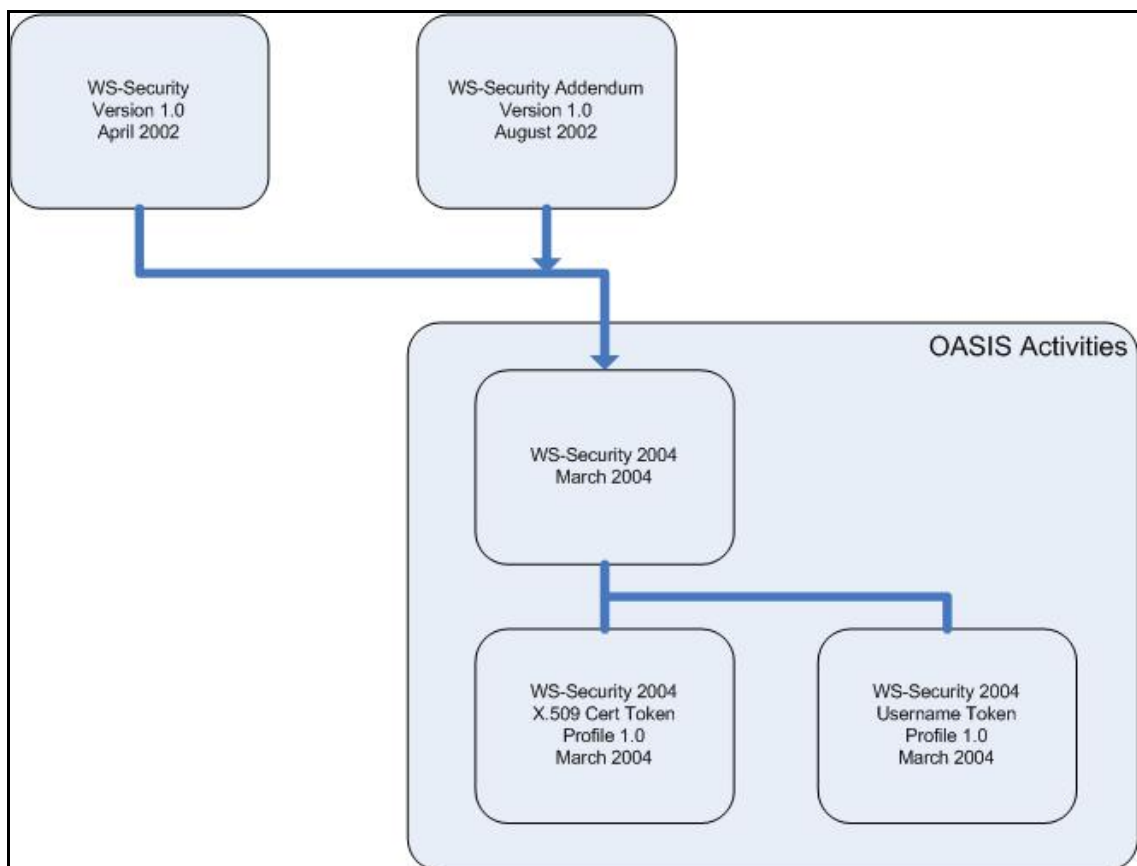 WS-Security
Version 1.0
April 2002
WS-Security Addendum
Version 1.0
August 2002
OASIS Activities
WS-Security 2004
March 2004
WS-Security 2004
X.509 Cert Token
Profile 1.0
March 2004
WS-Security 2004
Username Token
Profile 1.0
March 2004